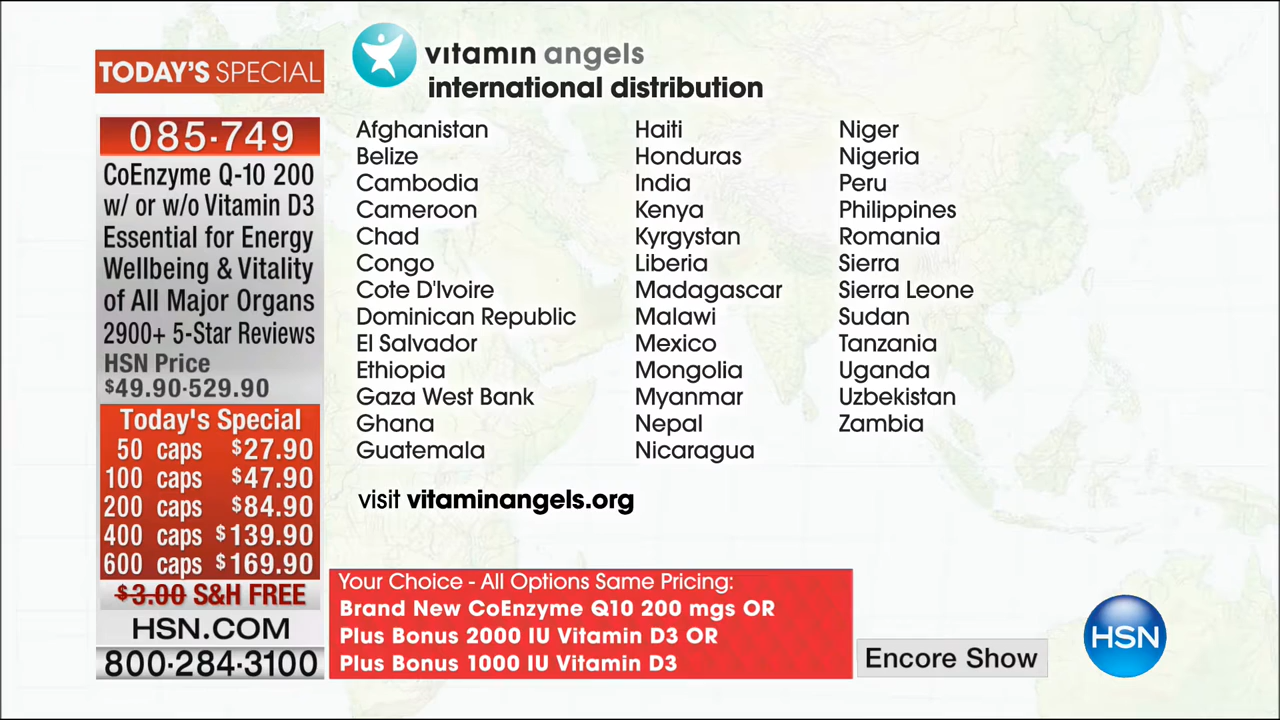 TODAY'S SPECIAL
085·749
CoEnzyme Q-10 200
w/ or w/o Vitamin D3
Essential for Energy
Wellbeing & Vitality
of All Major Organs
2900+ 5-Star Reviews
HSN Price
$49.90-529.90
Today's Special
50 caps $27.90
100 caps $47.90
200 caps $84.90
400 caps $139.90
600 caps $169.90
$3.00 S&H FREE
HSN.COM
800·284·3100
vitamin angels
international distribution
Afghanistan
Belize
Cambodia
Cameroon
Chad
Congo
Cote D'Ivoire
Dominican Republic
El Salvador
Ethiopia
Gaza West Bank
Ghana
Guatemala
Haiti
Honduras
India
Kenya
Kyrgystan
Liberia
Madagascar
Malawi
Mexico
Mongolia
Myanmar
Nepal
Nicaragua
Niger
Nigeria
Peru
Philippines
Romania
Sierra
Sierra Leone
Sudan
Tanzania
Uganda
Uzbekistan
Zambia
visit vitaminangels.org
Your Choice - All Options Same Pricing:
Brand New CoEnzyme Q10 200 mgs OR
Plus Bonus 2000 IU Vitamin D3 OR
Plus Bonus 1000 IU Vitamin D3
Encore Show
HSN